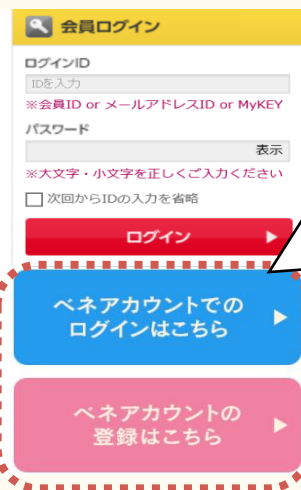 会員ログイン
ログインID
IDを入力
※会員ID or メールアドレスID or MyKEY
パスワード
表示
※大文字・小文字を正しくご入力ください
次回からIDの入力を省略
ログイン
ベネアカウントでの
ログインはこちら
ベネアカウントの
登録はこちら